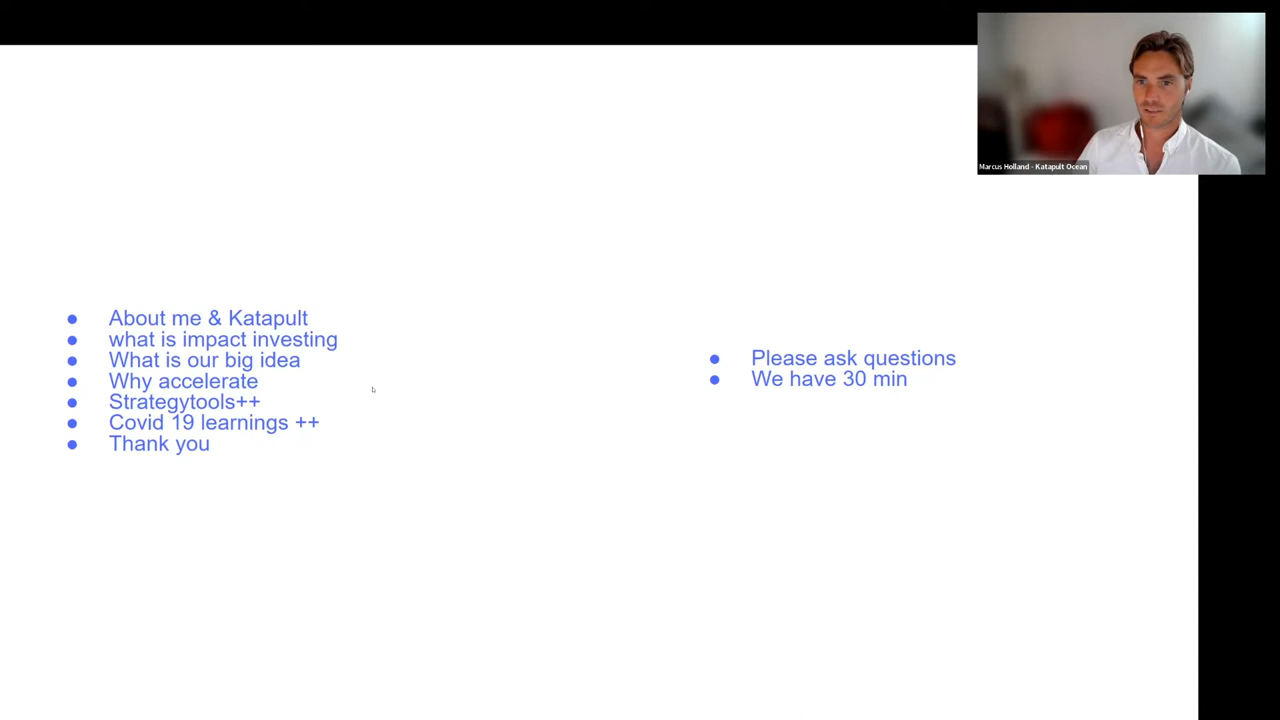 About me & Katapult
what is impact investing
What is our big idea
Why accelerate
Strategytools++
Covid 19 learnings ++
Thank you
Please ask questions
We have 30 min
Marcus Holland - Katapult Ocean